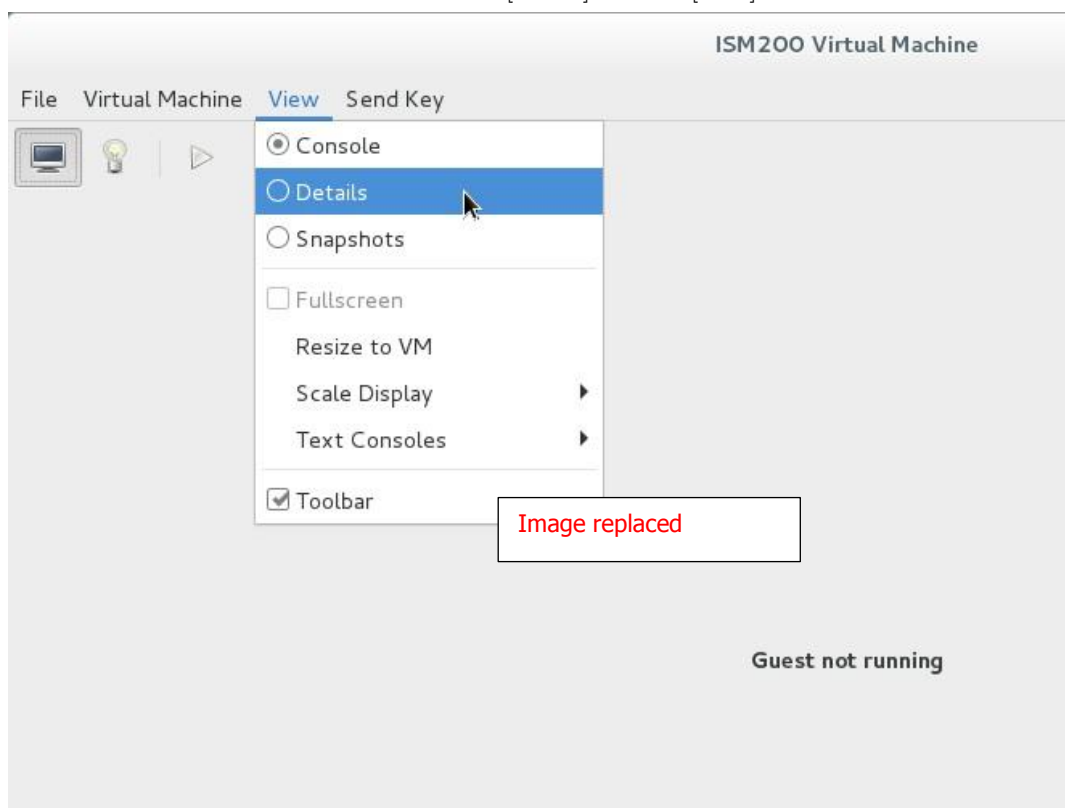 ISM200 Virtual Machine
File Virtual Machine View Send Key
Console
Details
Snapshots
Fullscreen
Resize to VM
Scale Display
Text Consoles
Toolbar
Image replaced
Guest not running